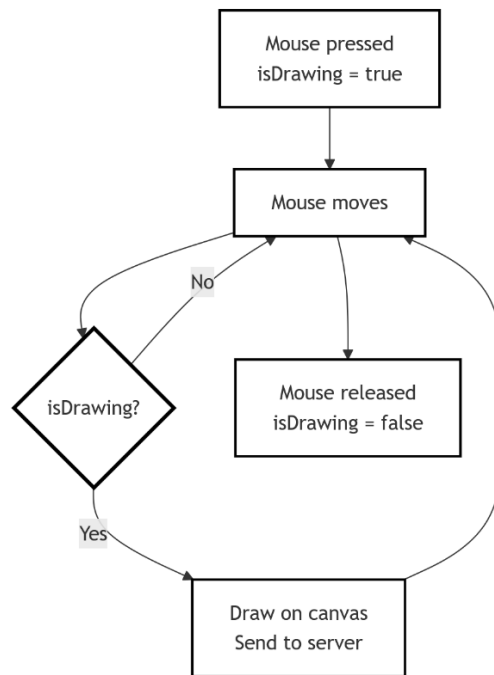 Mouse pressed
isDrawing = true
Mouse moves
No
isDrawing?
Mouse released
isDrawing = false
Yes
Draw on canvas
Send to server